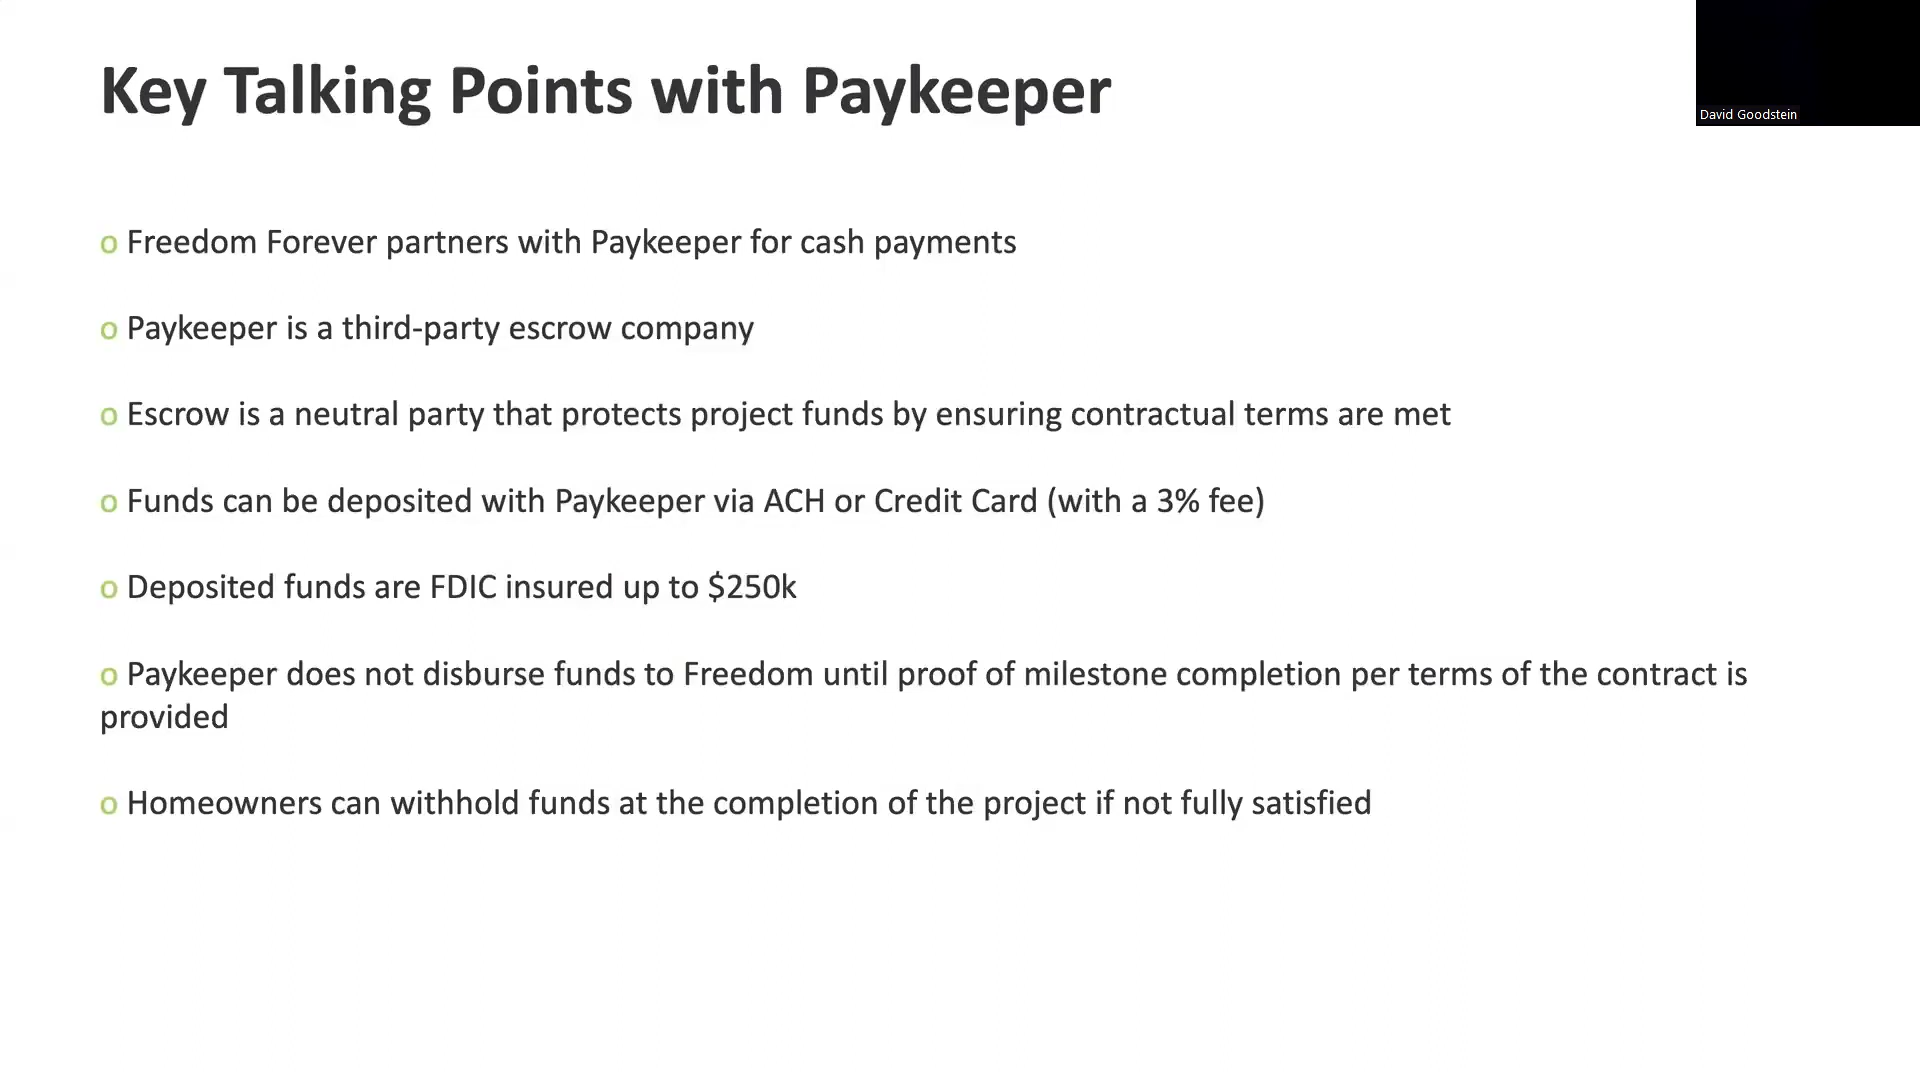 Key Talking Points with Paykeeper
David Goodstein
o Freedom Forever partners with Paykeeper for cash payments
o Paykeeper is a third-party escrow company
o Escrow is a neutral party that protects project funds by ensuring contractual terms are met
o Funds can be deposited with Paykeeper via ACH or Credit Card (with a 3% fee)
o Deposited funds are FDIC insured up to $250k
o Paykeeper does not disburse funds to Freedom until proof of milestone completion per terms of the contract is
provided
o Homeowners can withhold funds at the completion of the project if not fully satisfied